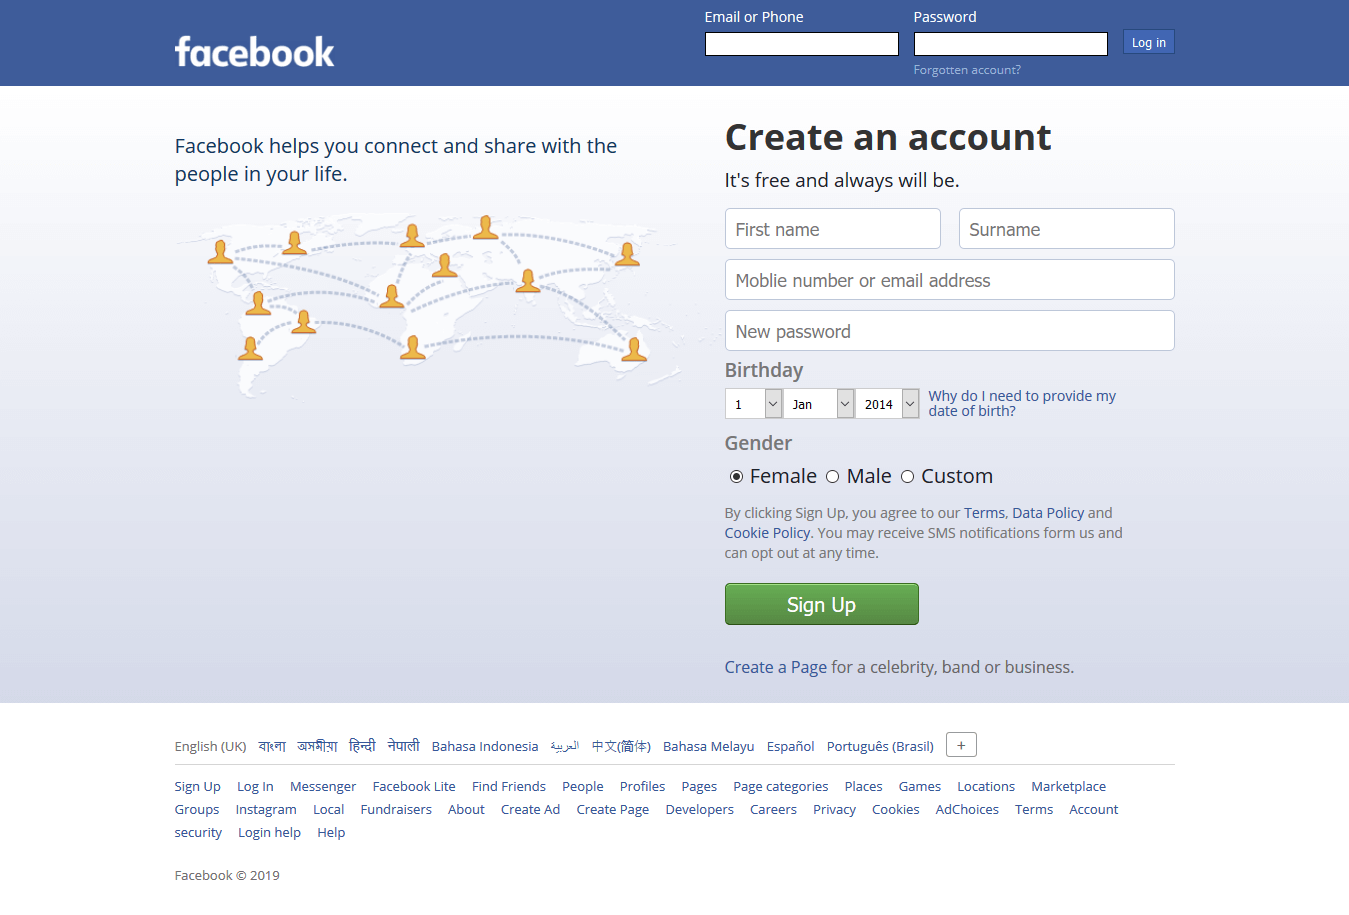 Email or Phone
Password
facebook
Log in
Forgotten account?
Facebook helps you connect and share with the
people in your life.
Create an account
It's free and always will be.
First name
Surname
Moblie number or email address
New password
Birthday
1
Jan
2014
Why do I need to provide my
date of birth?
Gender
Female
Male
Custom
By clicking Sign Up, you agree to our Terms, Data Policy and
Cookie Policy. You may receive SMS notifications form us and
can opt out at any time.
Sign Up
Create a Page for a celebrity, band or business.
English (UK) বাংলা অসমীয়া हिन्दी नेपाली Bahasa Indonesia العربية 中文(简体) Bahasa Melayu Español Português (Brasil) +
Sign Up Log In Messenger Facebook Lite Find Friends People Profiles Pages Page categories Places Games Locations Marketplace
Groups Instagram Local Fundraisers About Create Ad Create Page Developers Careers Privacy Cookies AdChoices Terms Account
security Login help Help
Facebook © 2019